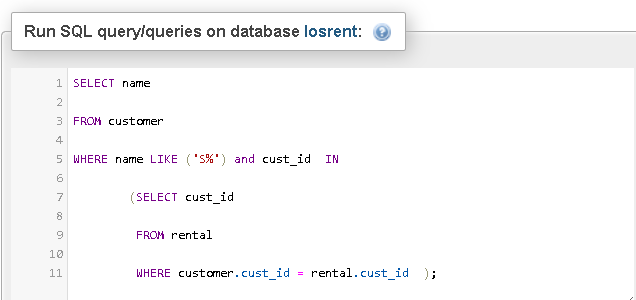 Run SQL query/queries on database losrent:
1 SELECT name
2
3 FROM customer
4
5 WHERE name LIKE ('S%') and cust_id  IN
6
7 (SELECT cust_id
8
9 FROM rental
10
11 WHERE customer.cust_id = rental.cust_id  );